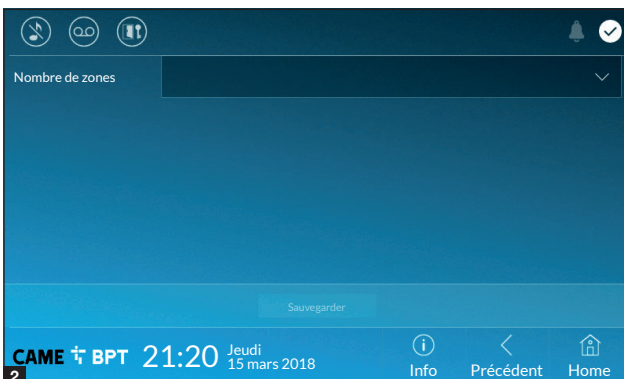 Nombre de zones
Sauvegarder
CAME BPT 21:20 Jeudi
15 mars 2018
Info Précédent Home
2